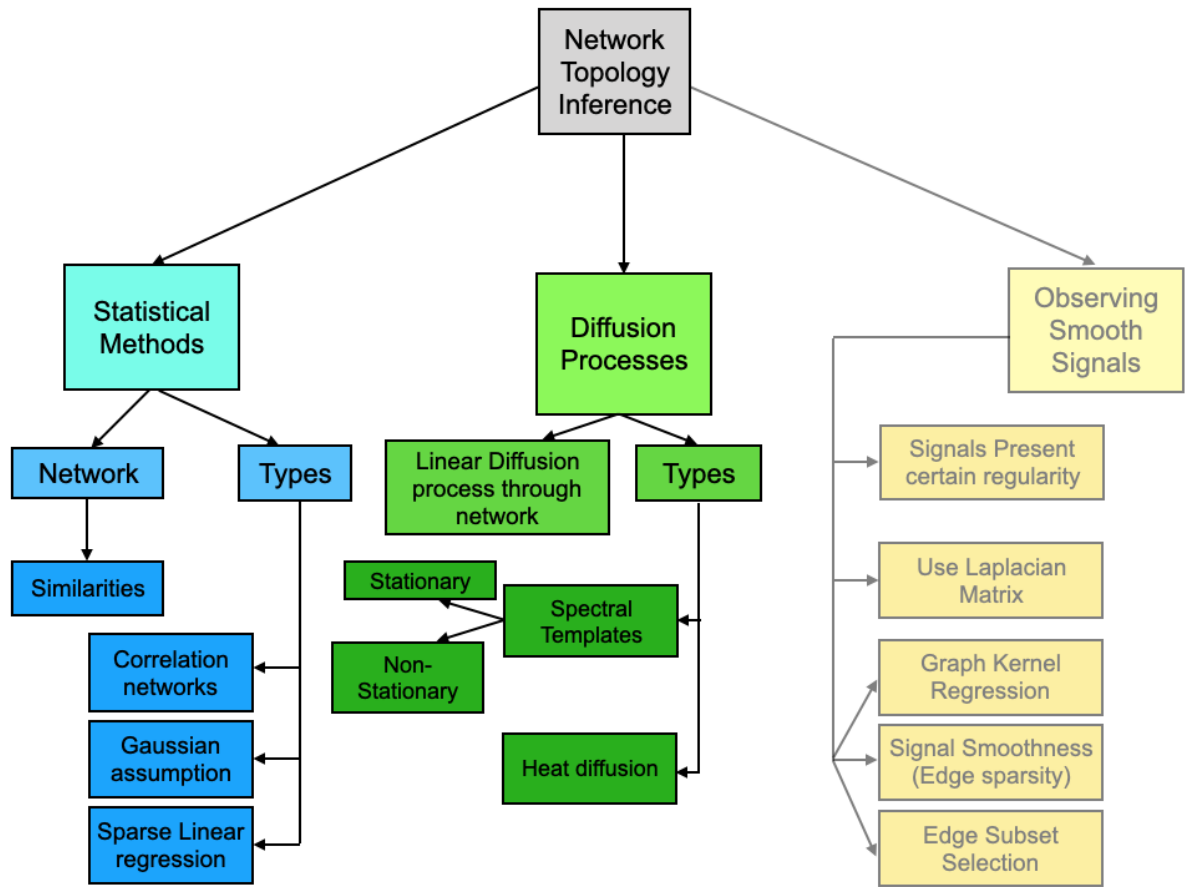 Network
Topology
Inference
Statistical
Methods
Diffusion
Processes
Observing
Smooth
Signals
Network
Types
Linear Diffusion
process through
network
Types
Signals Present
certain regularity
Similarities
Stationary
Spectral
Templates
Use Laplacian
Matrix
Correlation
networks
Non-
Stationary
Graph Kernel
Regression
Gaussian
assumption
Heat diffusion
Signal Smoothness
(Edge sparsity)
Sparse Linear
regression
Edge Subset
Selection